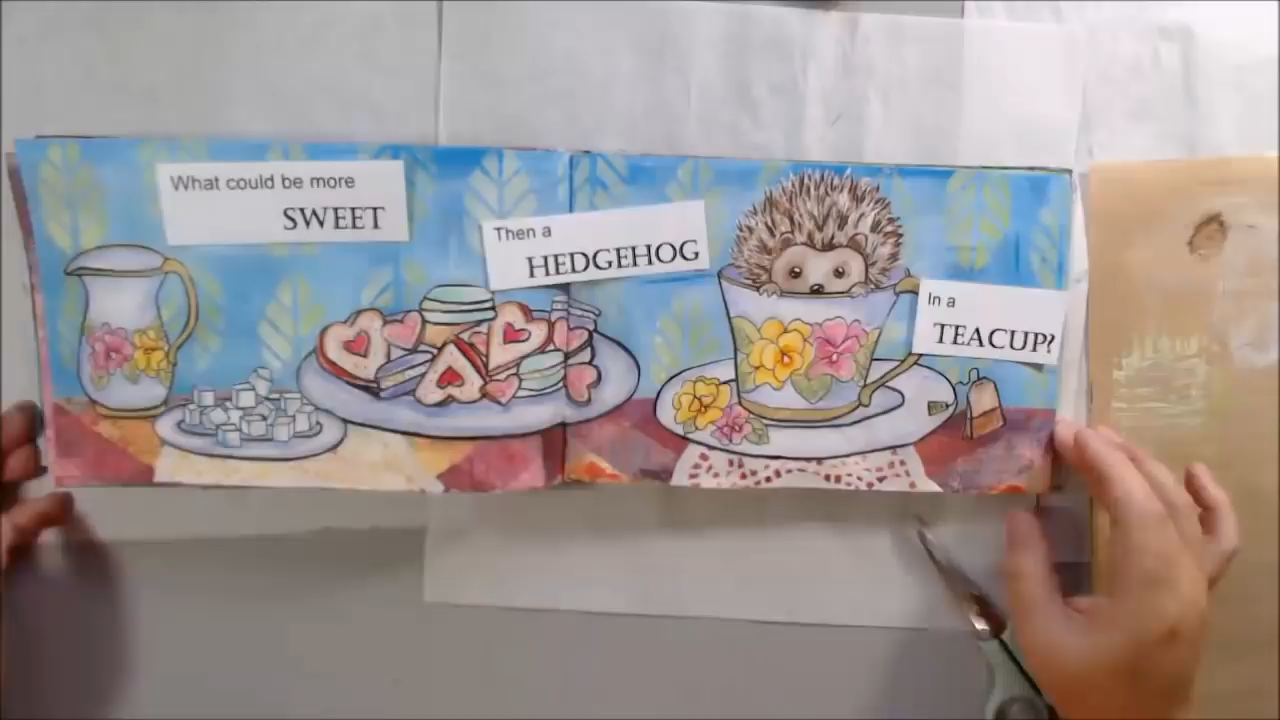 What could be more
SWEET
Then a
HEDGEHOG
In a
TEACUP?